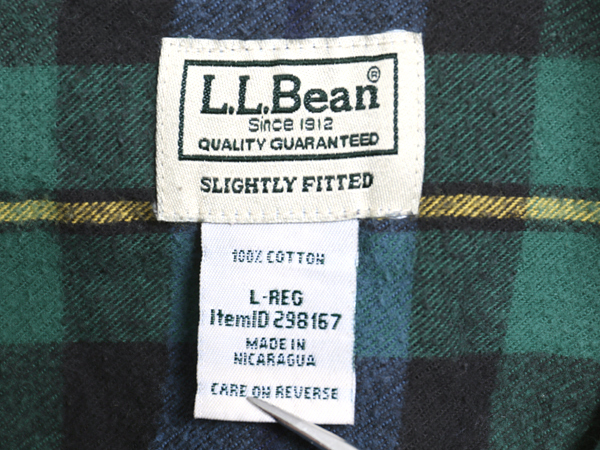 L.L.Bean®
Since 1912
QUALITY GUARANTEED
SLIGHTLY FITTED
100% COTTON
L-REG
ItemID 298167
MADE IN
NICARAGUA
CARE ON REVERSE